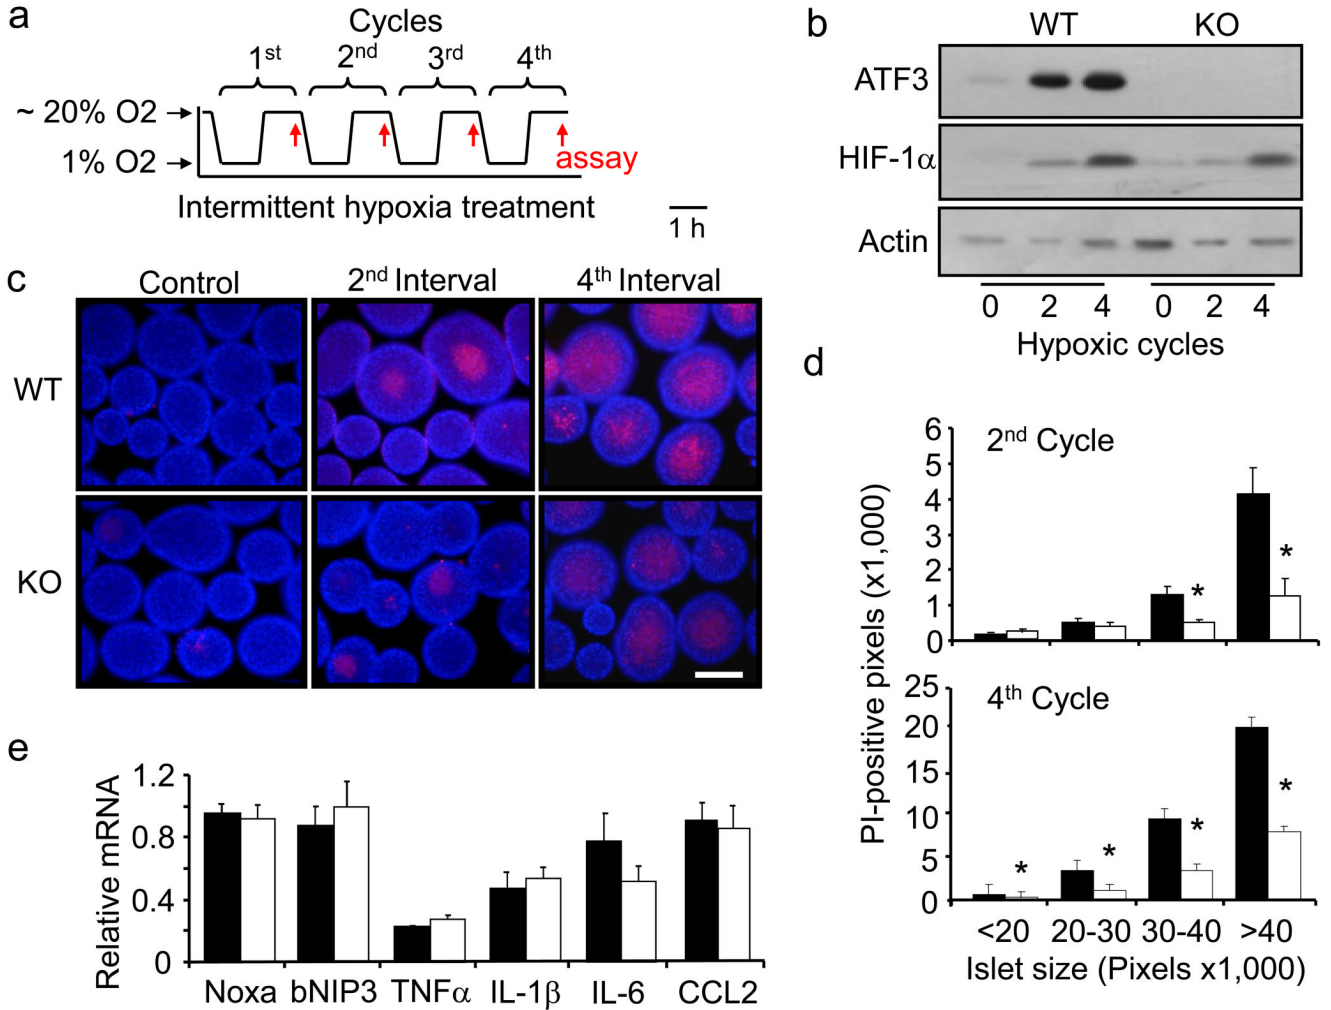 a
Cycles
1st 2nd 3rd 4th
~ 20% O2
1% O2
assay
Intermittent hypoxia treatment
1 h
b
WT KO
ATF3
HIF-1α
Actin
0 2 4 0 2 4
Hypoxic cycles
c
Control 2nd Interval 4th Interval
WT
KO
d
PI-positive pixels (x1,000)
6
2nd Cycle
5
4
*
3
2
*
1
0
25
4th Cycle
20
15
*
10
*
5
* *
0
<20 20-30 30-40 >40
Islet size (Pixels x1,000)
e
Relative mRNA
1.2
0.8
0.4
0
Noxa bNIP3 TNFα IL-1β IL-6 CCL2